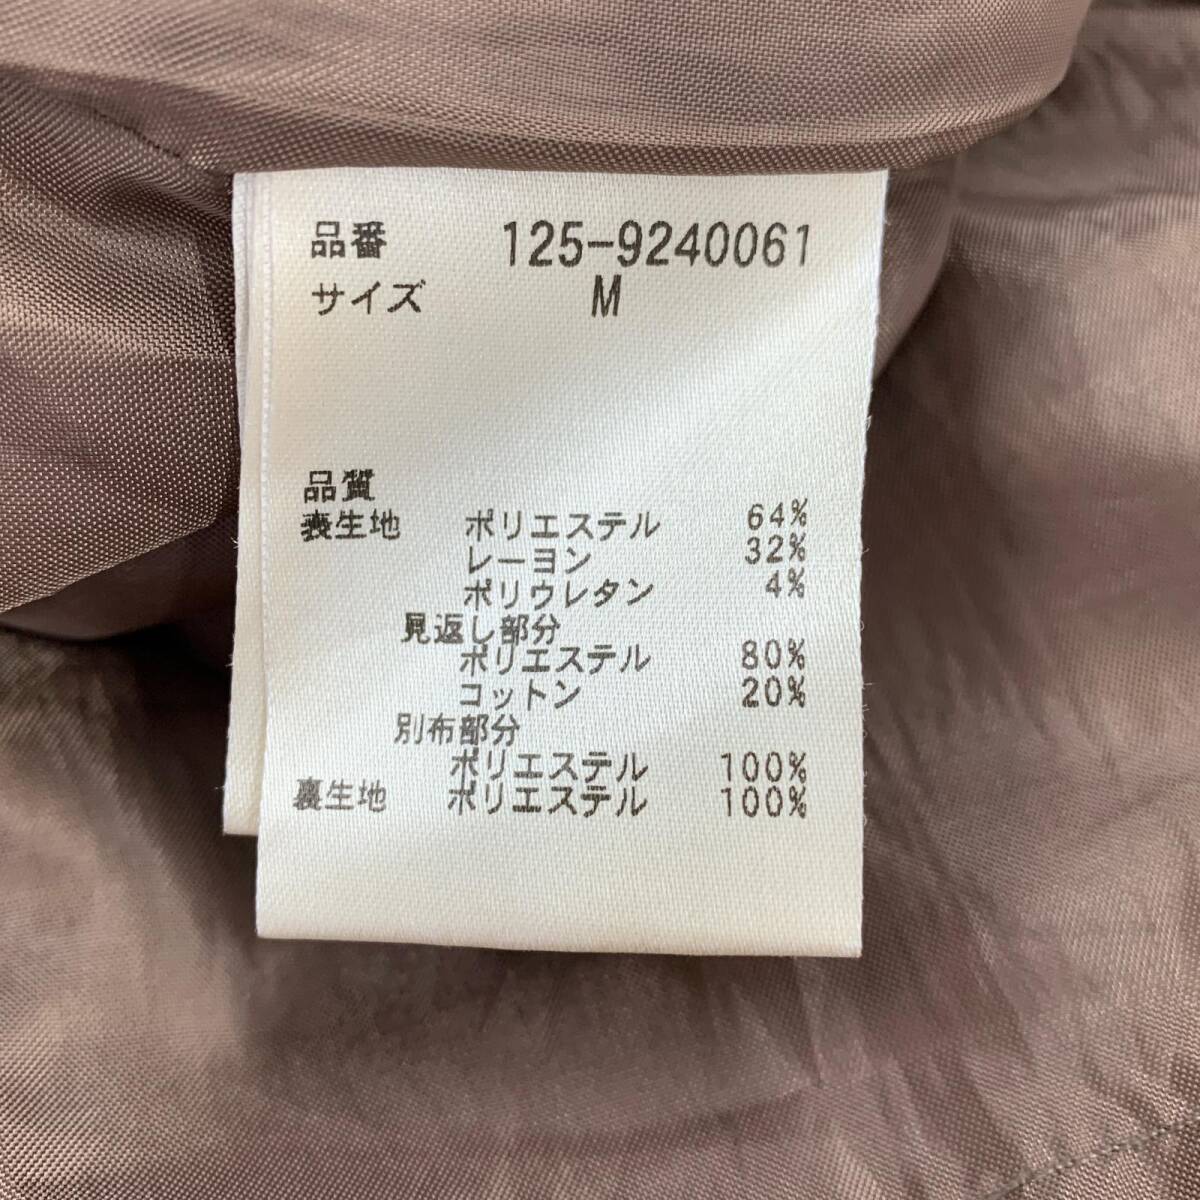 品番 125-9240061
サイズ M
品質
表生地 ポリエステル 64%
レーヨン 32%
ポリウレタン 4%
見返し部分
ポリエステル 80%
コットン 20%
別布部分
ポリエステル 100%
裏生地 ポリエステル 100%